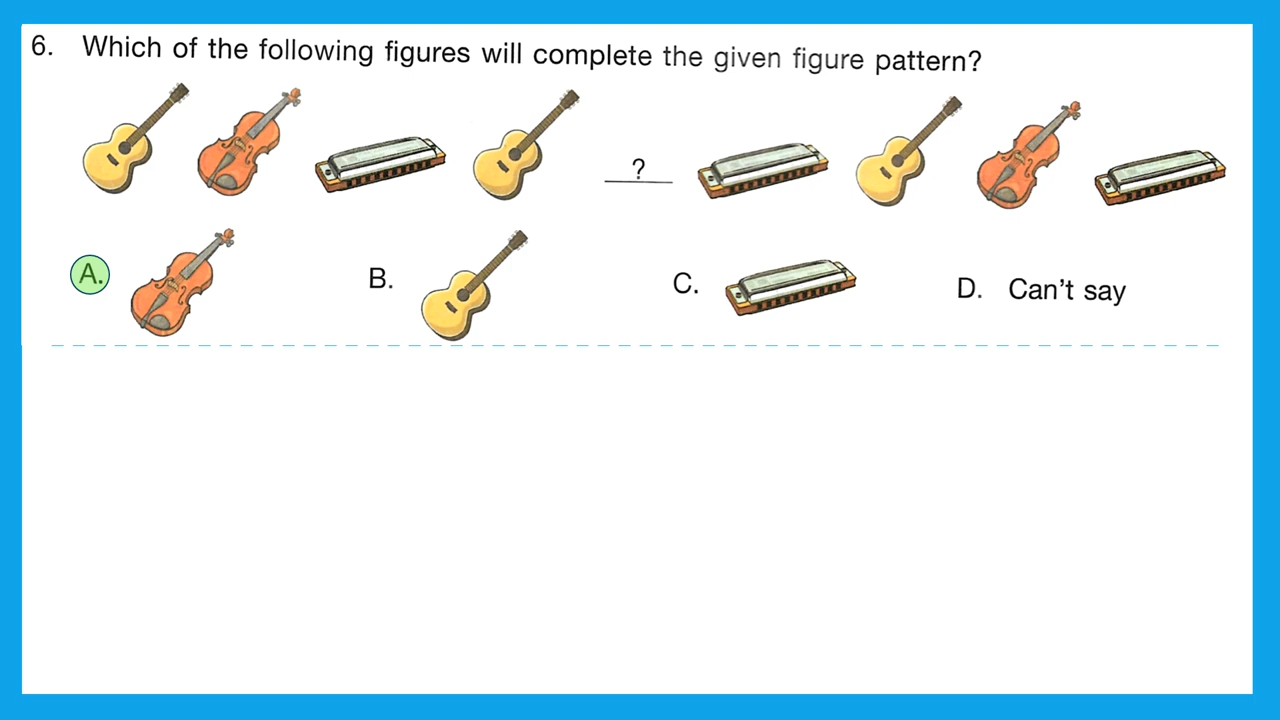 6. Which of the following figures will complete the given figure pattern?
?
A. B. C. D. Can't say